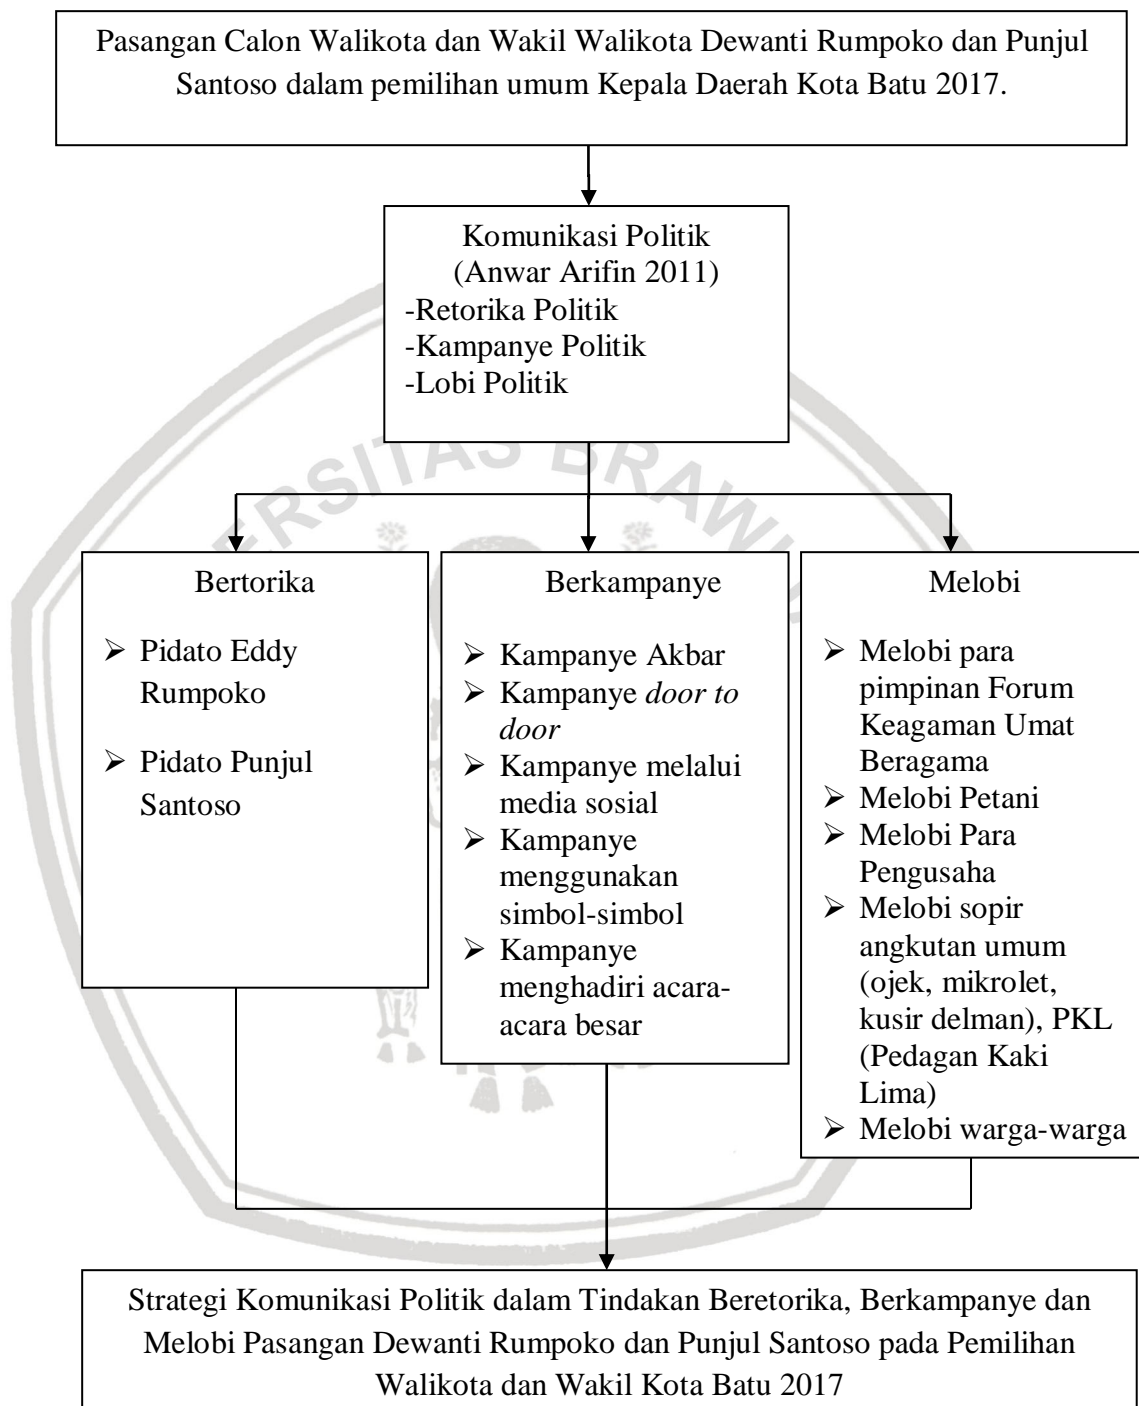 Pasangan Calon Walikota dan Wakil Walikota Dewanti Rumpoko dan Punjul
Santoso dalam pemilihan umum Kepala Daerah Kota Batu 2017.
Komunikasi Politik
(Anwar Arifin 2011)
-Retorika Politik
-Kampanye Politik
-Lobi Politik
ERSITAS BRAWI
Bertorika
➢ Pidato Eddy
Rumpoko
➢ Pidato Punjul
Santoso
Berkampanye
➢ Kampanye Akbar
➢ Kampanye door to
door
➢ Kampanye melalui
media sosial
➢ Kampanye
menggunakan
simbol-simbol
➢ Kampanye
menghadiri acara-
acara besar
Melobi
➢ Melobi para
pimpinan Forum
Keagaman Umat
Beragama
➢ Melobi Petani
➢ Melobi Para
Pengusaha
➢ Melobi sopir
angkutan umum
(ojek, mikrolet,
kusir delman), PKL
(Pedagan Kaki
Lima)
➢ Melobi warga-warga
Strategi Komunikasi Politik dalam Tindakan Beretorika, Berkampanye dan
Melobi Pasangan Dewanti Rumpoko dan Punjul Santoso pada Pemilihan
Walikota dan Wakil Kota Batu 2017